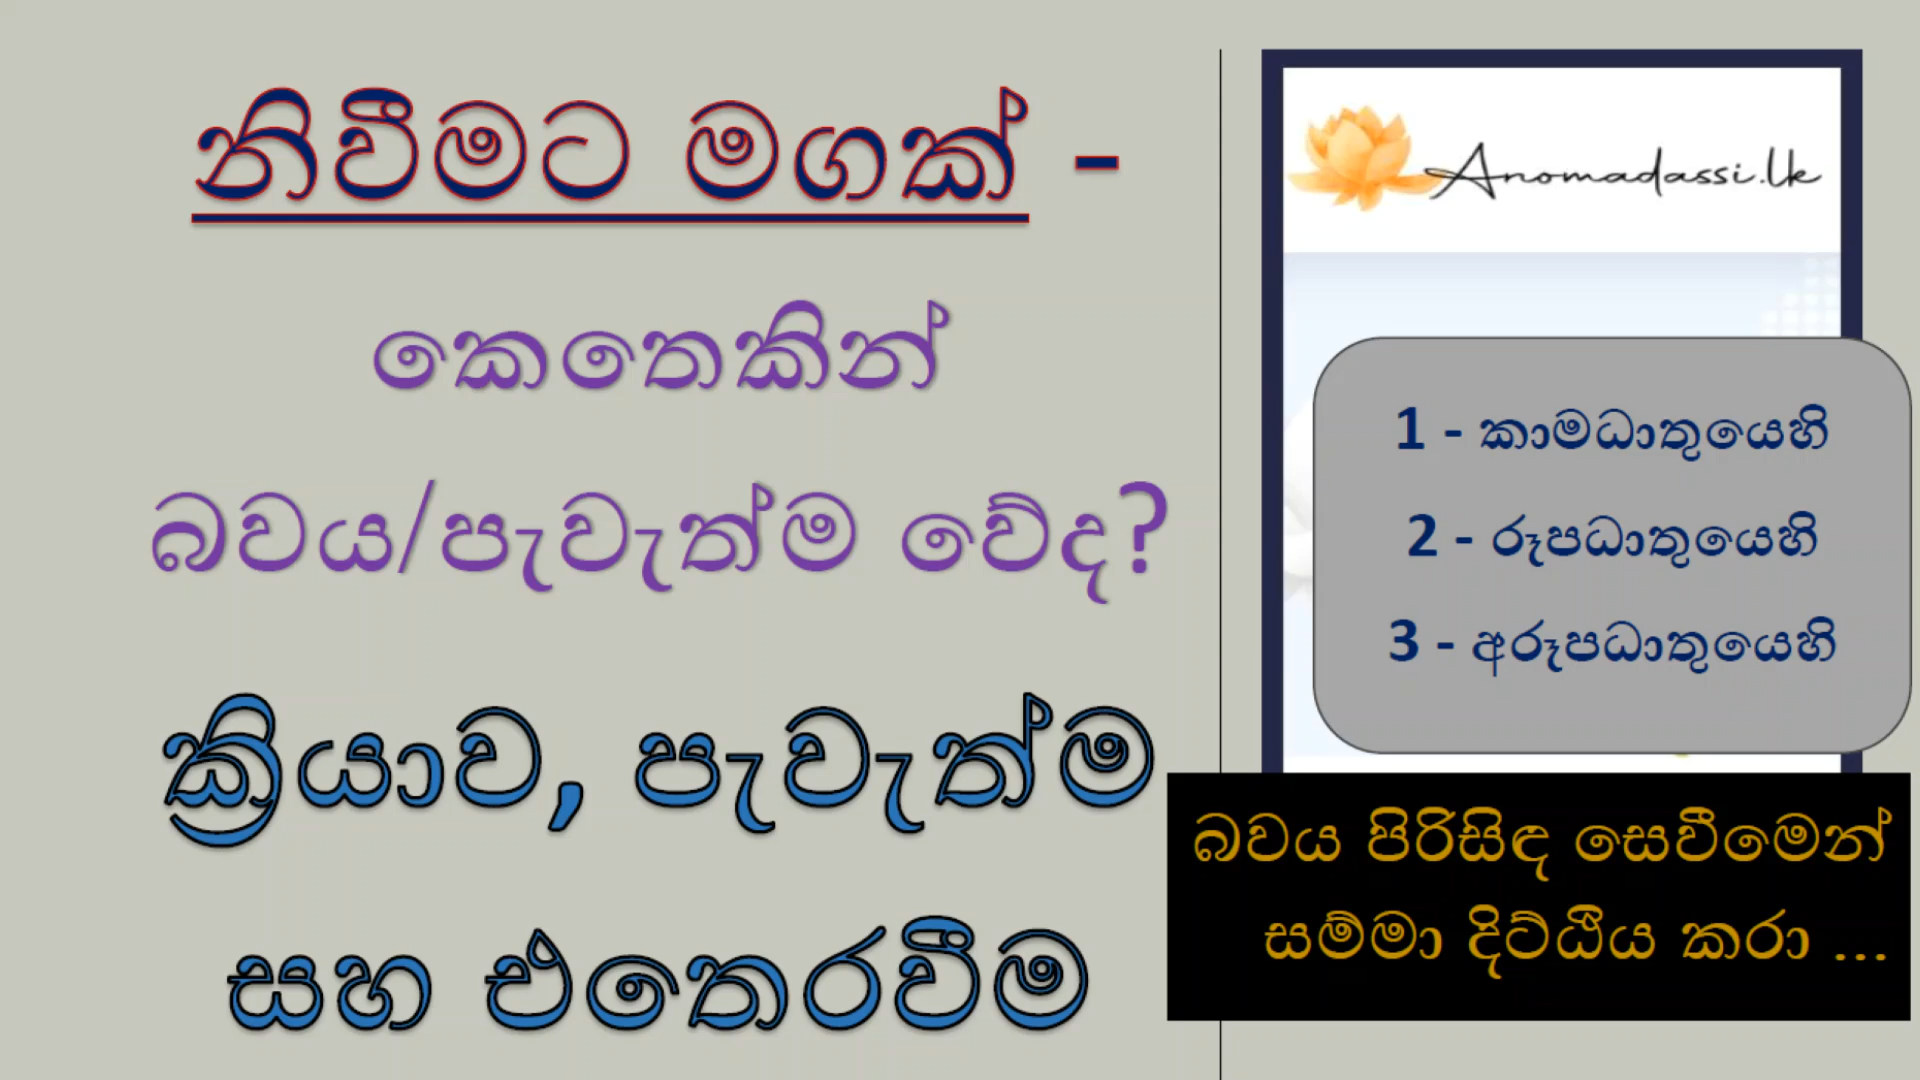 නිවීමට මගක් -
කෙතෙකින්
බවය/පැවැත්ම වේද?
ක්‍රියාව, පැවැත්ම
සහ එතෙරවීම
Anomadassi.lk
1 - කාමධාතුයෙහි
2 - රූපධාතුයෙහි
3 - අරූපධාතුයෙහි
බවය පිරිසිඳ සෙවීමෙන්
සම්මා දිට්ඨිය කරා ...